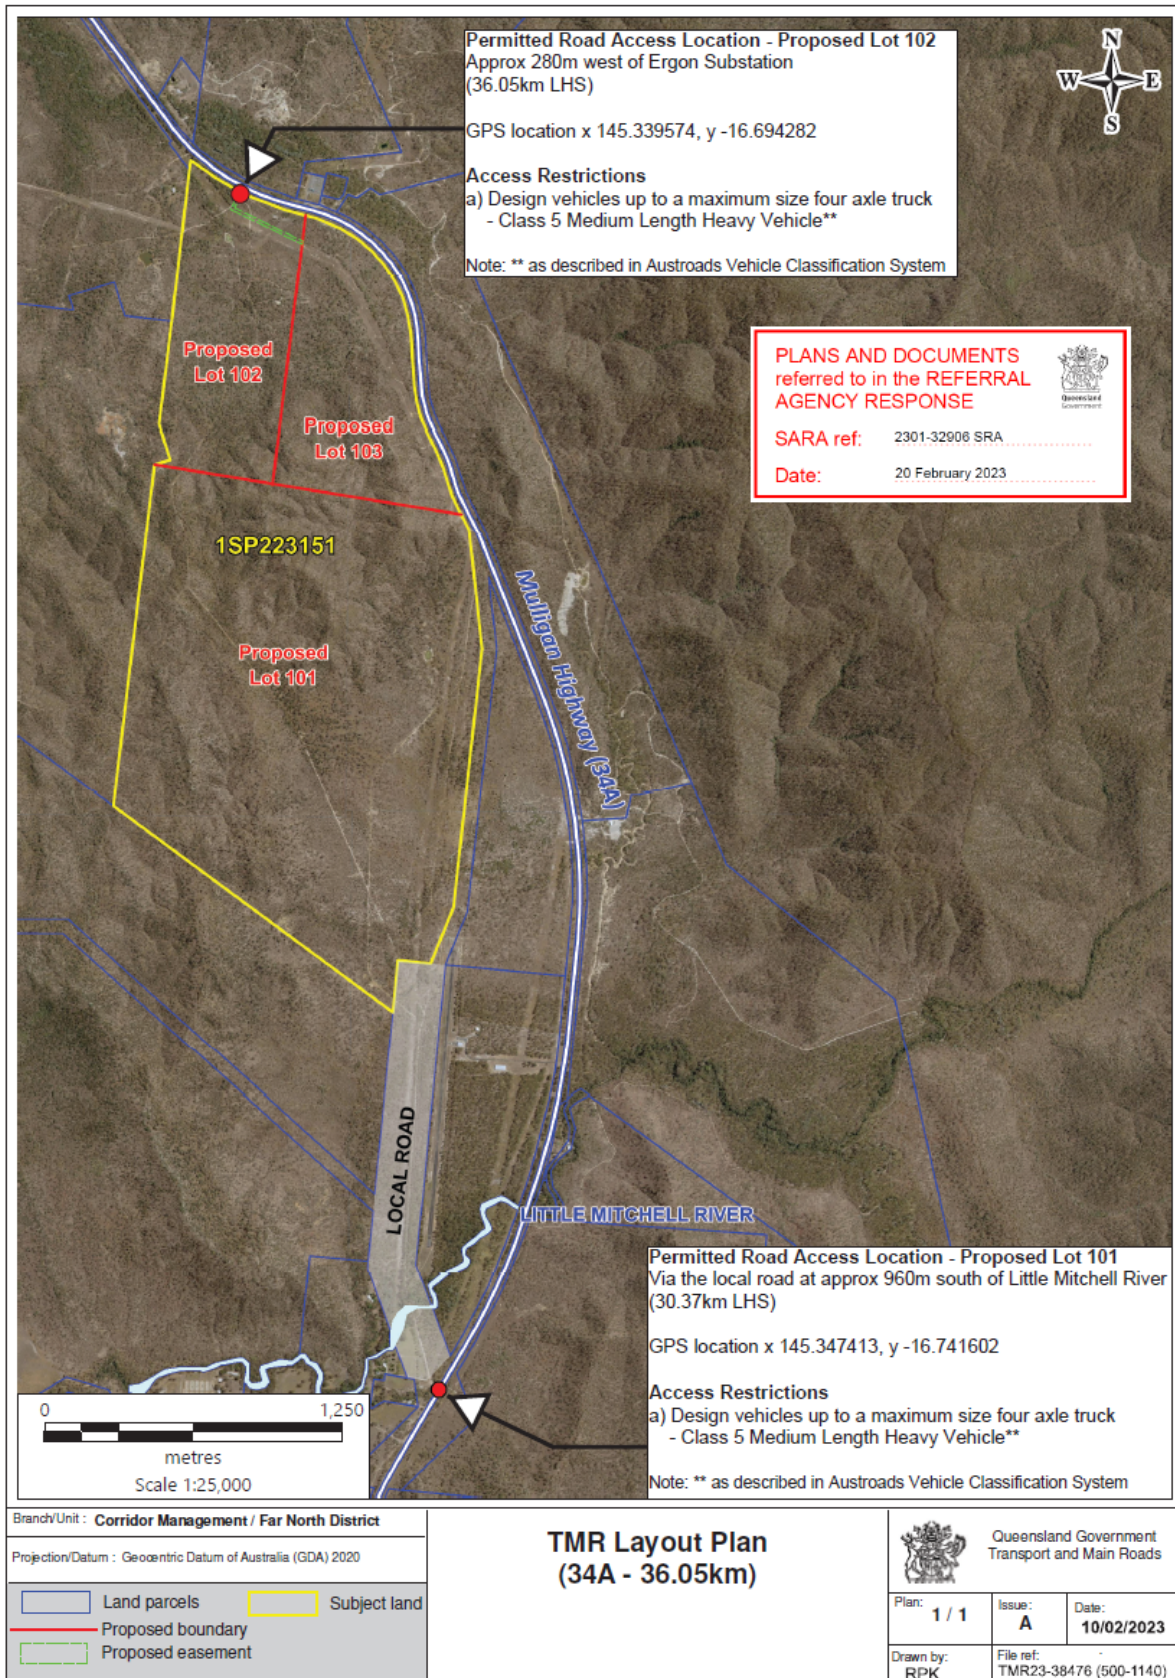 Permitted Road Access Location - Proposed Lot 102
Approx 280m west of Ergon Substation
(36.05km LHS)
GPS location x 145.339574, y -16.694282
Access Restrictions
a) Design vehicles up to a maximum size four axle truck
- Class 5 Medium Length Heavy Vehicle**
Note: ** as described in Austroads Vehicle Classification System
N
W E
S
PLANS AND DOCUMENTS
referred to in the REFERRAL
AGENCY RESPONSE
Queensland
Government
SARA ref: 2301-32906 SRA
Date: 20 February 2023
Proposed
Lot 102
Proposed
Lot 103
1SP223151
Proposed
Lot 101
Mulligan Highway (34A)
LOCAL ROAD
LITTLE MITCHELL RIVER
Permitted Road Access Location - Proposed Lot 101
Via the local road at approx 960m south of Little Mitchell River
(30.37km LHS)
GPS location x 145.347413, y -16.741602
Access Restrictions
a) Design vehicles up to a maximum size four axle truck
- Class 5 Medium Length Heavy Vehicle**
Note: ** as described in Austroads Vehicle Classification System
0 1,250
metres
Scale 1:25,000
Branch/Unit : Corridor Management / Far North District
Projection/Datum : Geocentric Datum of Australia (GDA) 2020
Land parcels Subject land
Proposed boundary
Proposed easement
TMR Layout Plan
(34A - 36.05km)
Queensland Government
Transport and Main Roads
Plan: 1 / 1
Issue: A
Date: 10/02/2023
Drawn by: RPK
File ref: TMR23-38476 (500-1140)